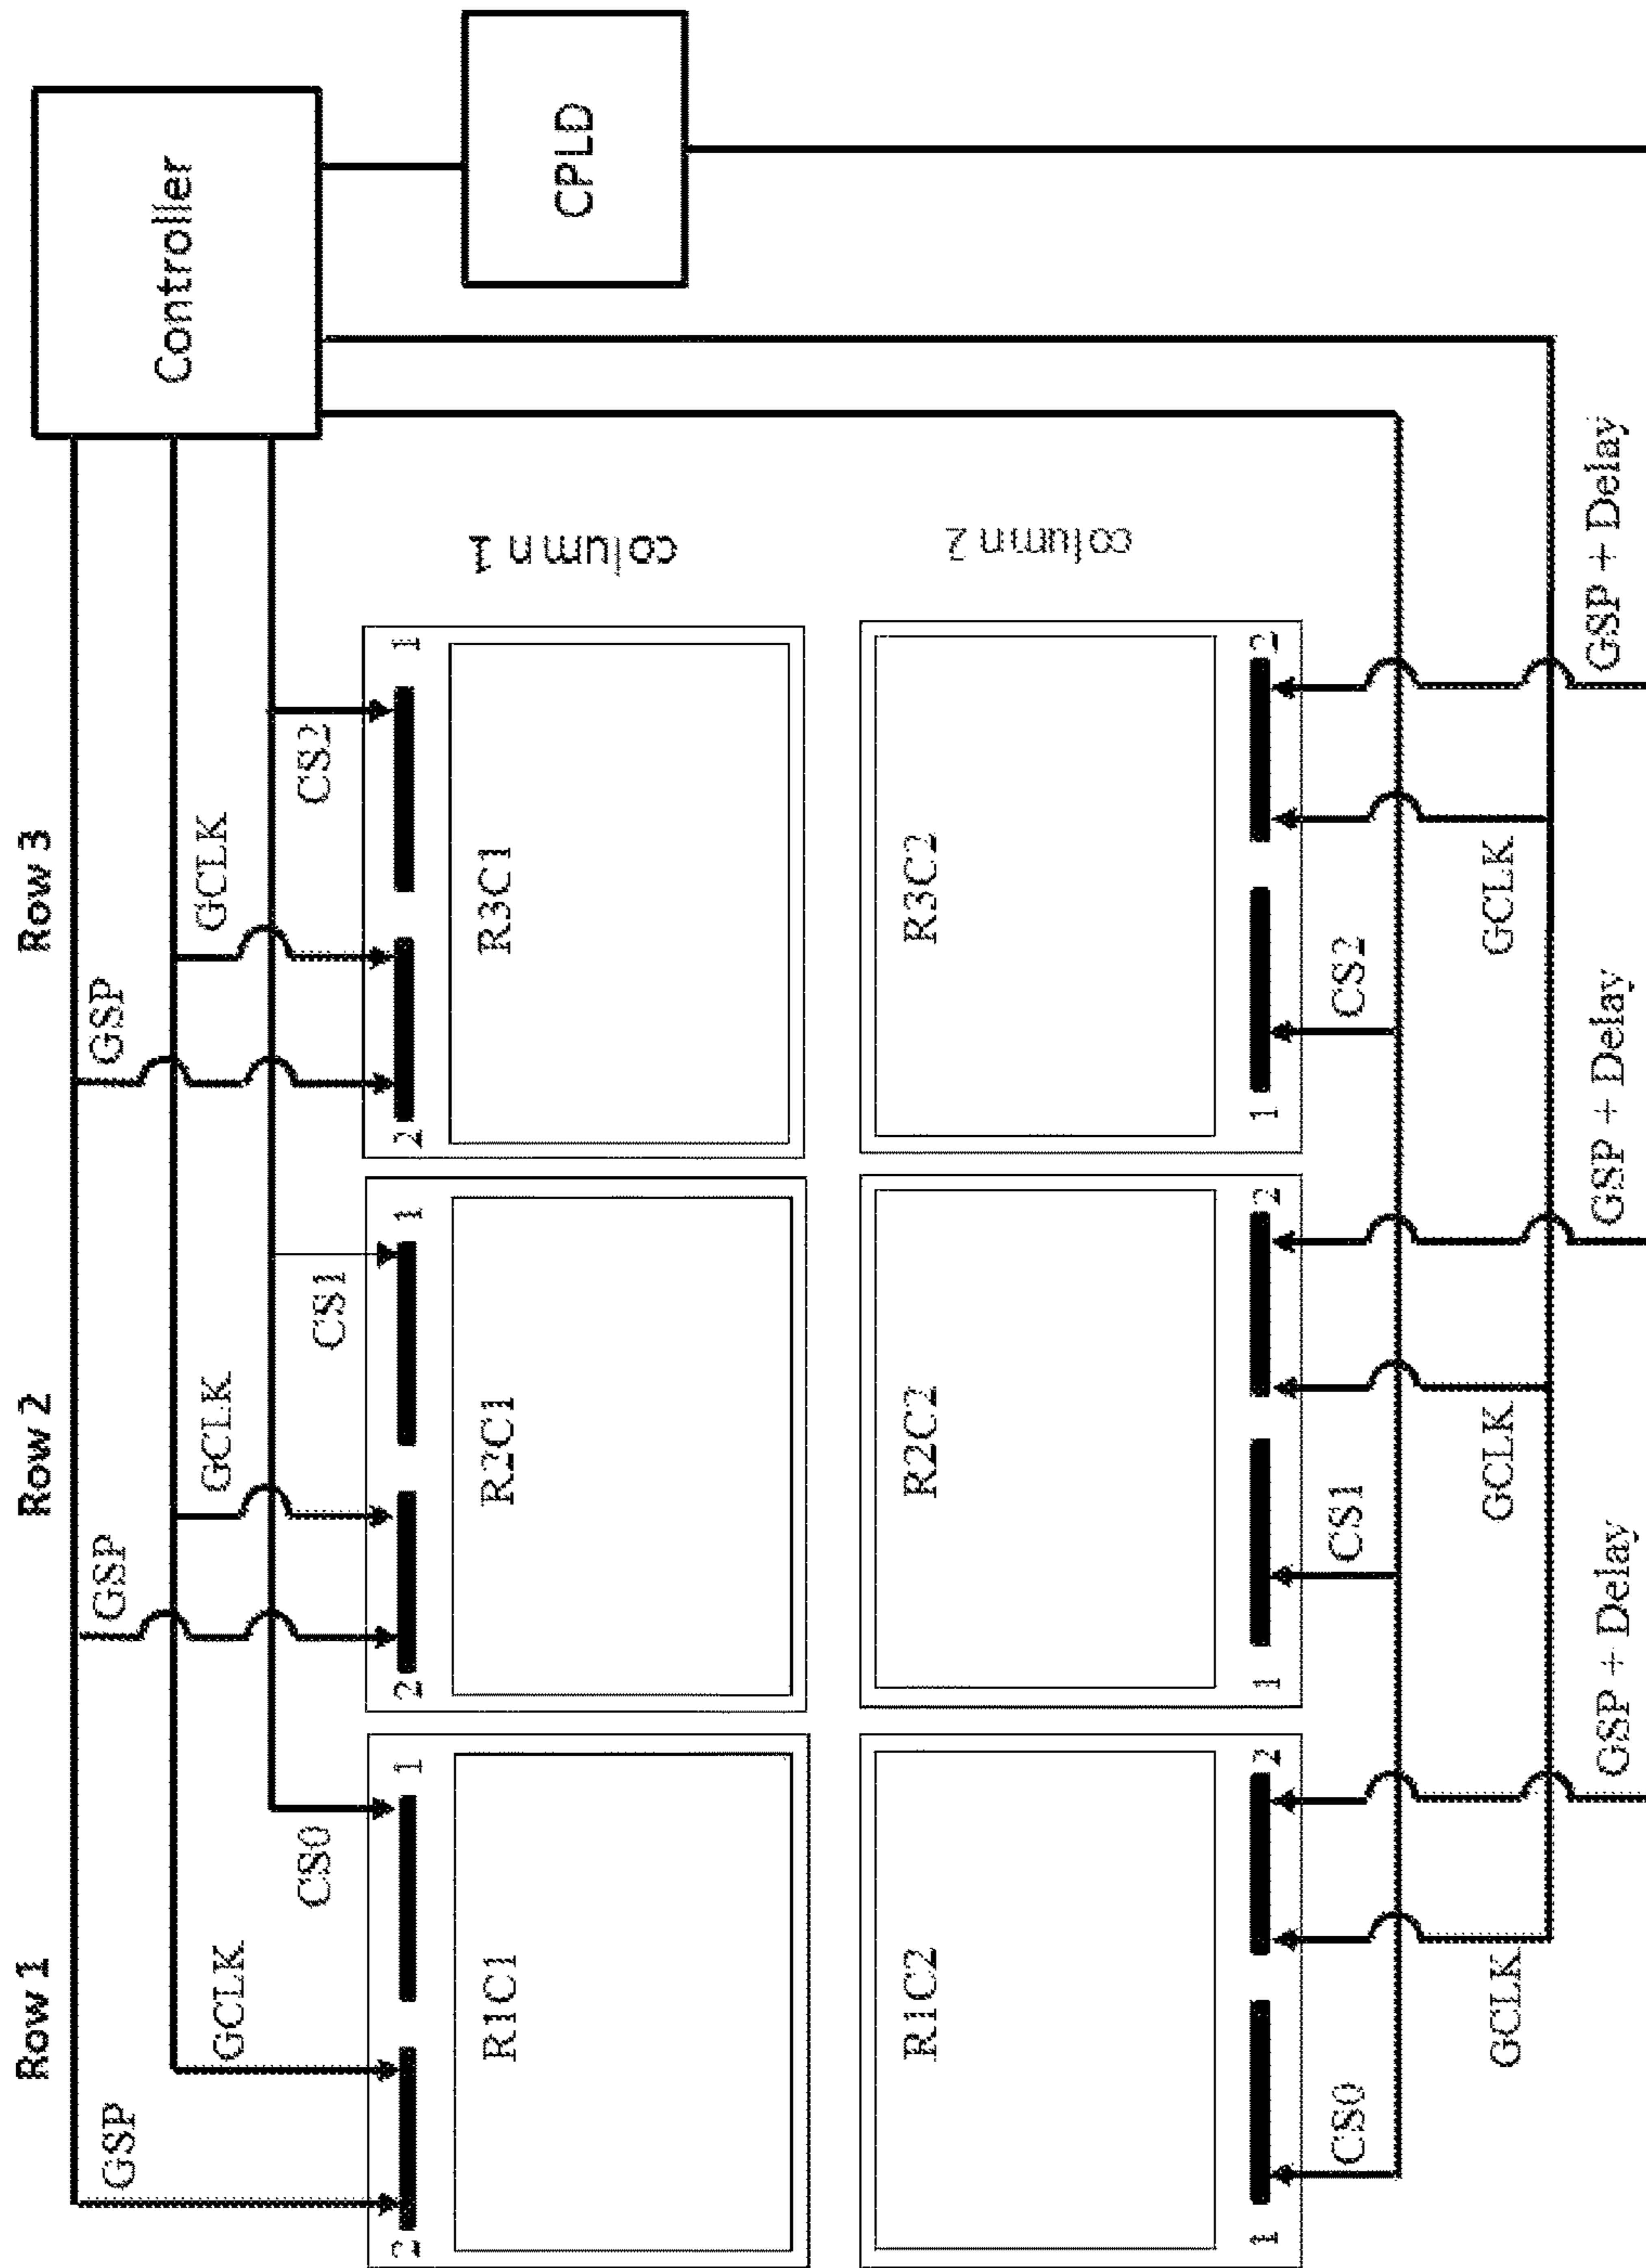 Controller
CPLD
Row 1
Row 2
Row 3
GSP
GCLK
CS0
GSP
GCLK
CS1
GSP
GCLK
CS2
2
1
2
1
2
1
R1C1
R2C1
R3C1
column 1
R1C2
R2C2
R3C2
column 2
1
2
1
2
1
2
CS0
CS1
CS2
GCLK
GCLK
GCLK
GSP + Delay
GSP + Delay
GSP + Delay